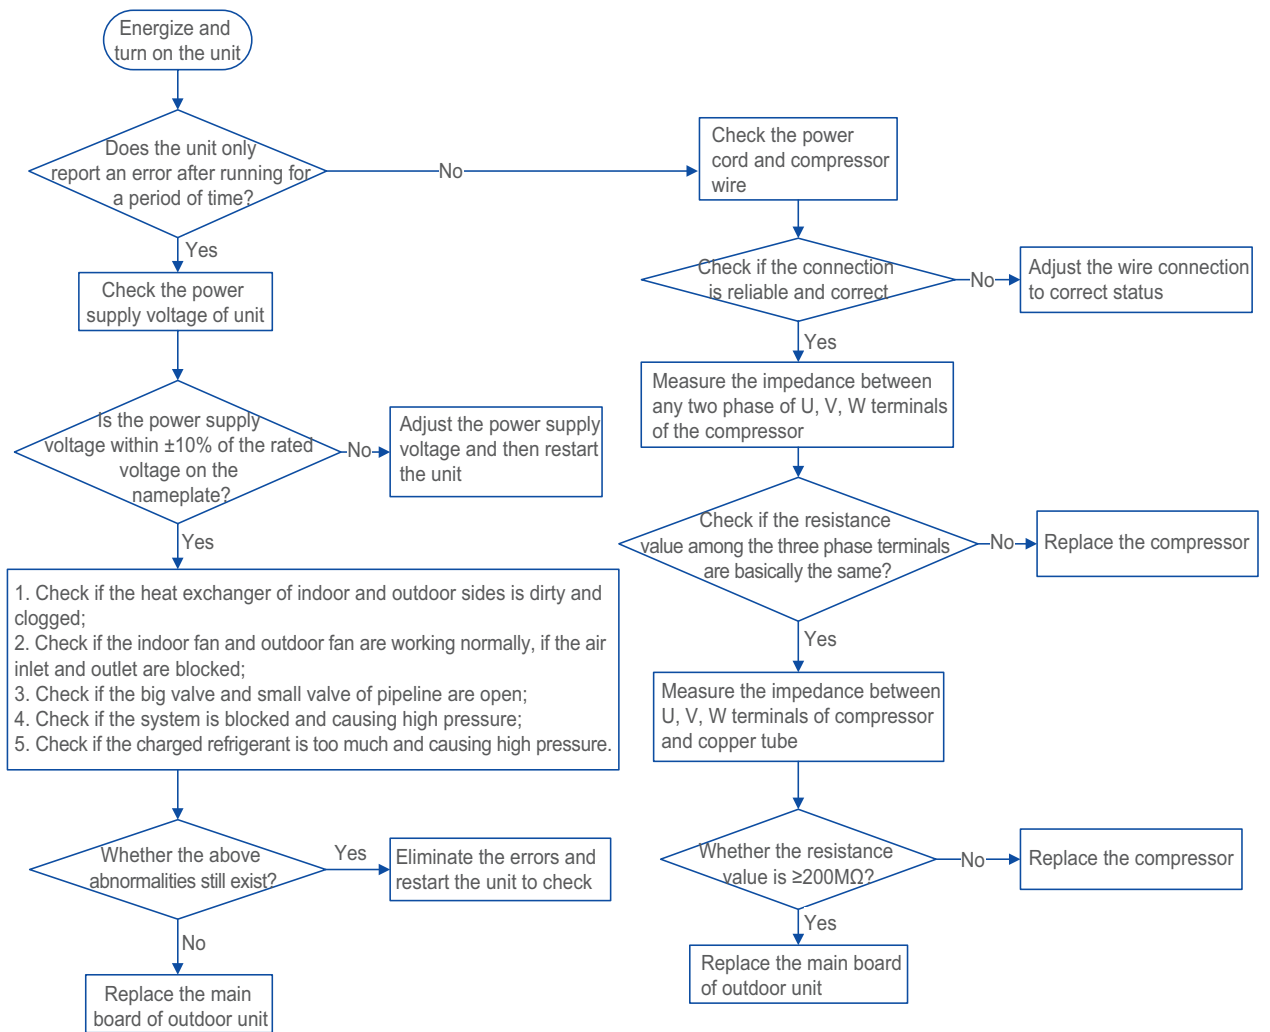 Energize and
turn on the unit
Does the unit only
report an error after running for
a period of time?
No
Yes
Check the power
supply voltage of unit
Is the power supply
voltage within ±10% of the rated
voltage on the
nameplate?
No
Adjust the power supply
voltage and then restart
the unit
Yes
1. Check if the heat exchanger of indoor and outdoor sides is dirty and
clogged;
2. Check if the indoor fan and outdoor fan are working normally, if the air
inlet and outlet are blocked;
3. Check if the big valve and small valve of pipeline are open;
4. Check if the system is blocked and causing high pressure;
5. Check if the charged refrigerant is too much and causing high pressure.
Whether the above
abnormalities still exist?
Yes
Eliminate the errors and
restart the unit to check
No
Replace the main
board of outdoor unit
Check the power
cord and compressor
wire
Check if the connection
is reliable and correct
No
Adjust the wire connection
to correct status
Yes
Measure the impedance between
any two phase of U, V, W terminals
of the compressor
Check if the resistance
value among the three phase terminals
are basically the same?
No
Replace the compressor
Yes
Measure the impedance between
U, V, W terminals of compressor
and copper tube
Whether the resistance
value is ≥200MΩ?
No
Replace the compressor
Yes
Replace the main board
of outdoor unit